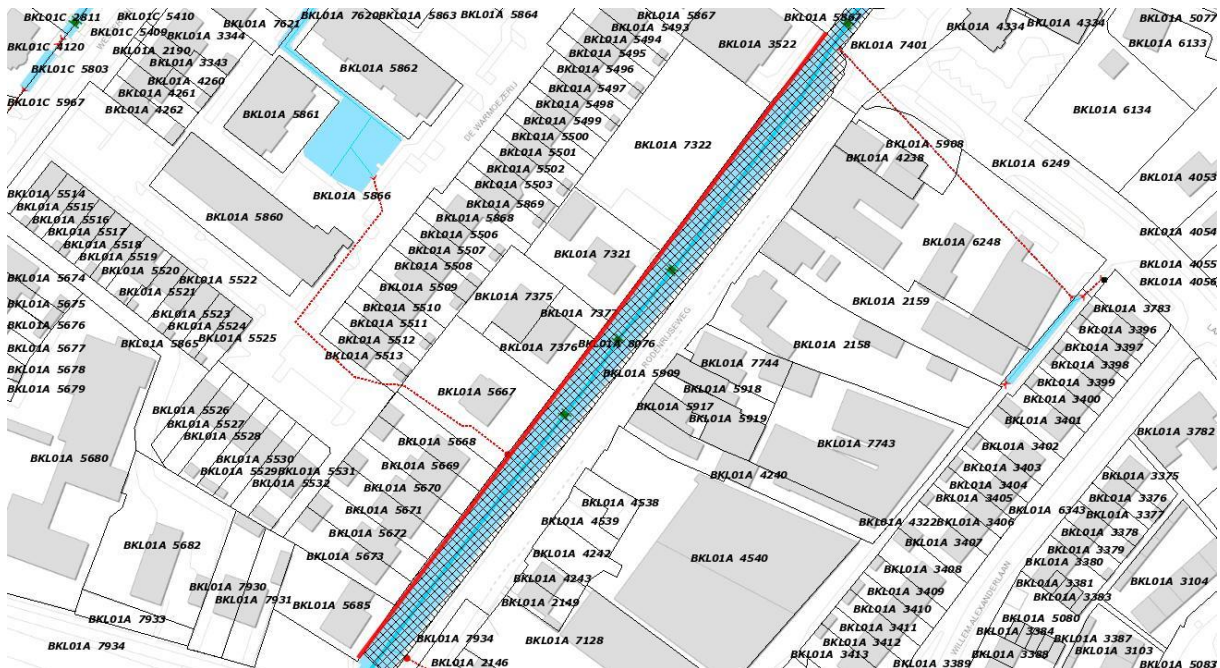 BKL01C 2811
BKL01C 5410
BKL01A 7621
BKL01A 7620
BKL01A 5863
BKL01A 5864
BKL01A 5867
BKL01A 5867
BKL01A 4334
BKL01A 4334
BKL01A 5077
BKL01C 5409
BKL01A 3344
BKL01A 5493
BKL01A 5494
BKL01A 3522
BKL01A 7401
BKL01A 6133
BKL01C 4120
BKL01A 2190
BKL01A 5495
BKL01C 5803
BKL01A 3343
BKL01A 5862
BKL01A 5496
BKL01A 4260
BKL01A 5497
BKL01C 5967
BKL01A 4261
BKL01A 5498
BKL01A 4262
BKL01A 5861
DE WARMOEZERIJ
BKL01A 5499
BKL01A 6134
BKL01A 5500
BKL01A 7322
BKL01A 5908
BKL01A 5501
BKL01A 4238
BKL01A 6249
BKL01A 5502
BKL01A 4053
BKL01A 5503
BKL01A 5514
BKL01A 5866
BKL01A 5869
BKL01A 5515
BKL01A 5860
BKL01A 5868
BKL01A 5516
BKL01A 5506
BKL01A 4054
BKL01A 5517
BKL01A 5518
BKL01A 5507
BKL01A 7321
BKL01A 6248
BKL01A 5519
BKL01A 5508
BKL01A 4055
BKL01A 5674
BKL01A 5520
BKL01A 5522
BKL01A 5509
BKL01A 4056
BKL01A 5521
BKL01A 7375
BKL01A 2159
BKL01A 5675
BKL01A 5510
BKL01A 3783
BKL01A 5523
BKL01A 7377
BKL01A 5676
BKL01A 5524
BKL01A 5511
BODENRIJSEWEG
BKL01A 3396
BKL01A 5865
BKL01A 5525
BKL01A 5512
BKL01A 7376
BKL01A 8076
BKL01A 2158
BKL01A 3397
BKL01A 5677
BKL01A 5513
BKL01A 7744
BKL01A 3398
BKL01A 5678
BKL01A 5909
BKL01A 3399
BKL01A 5679
BKL01A 5667
BKL01A 5918
BKL01A 3400
BKL01A 5526
BKL01A 5917
BKL01A 5919
BKL01A 3401
BKL01A 5527
BKL01A 3782
BKL01A 5528
BKL01A 5668
BKL01A 7743
BKL01A 3402
BKL01A 5680
BKL01A 5530
BKL01A 5669
BKL01A 3403
BKL01A 5529
BKL01A 5531
BKL01A 4240
BKL01A 3375
BKL01A 5532
BKL01A 5670
BKL01A 3404
BKL01A 3405
BKL01A 3376
BKL01A 5671
BKL01A 4538
BKL01A 6343
BKL01A 3377
BKL01A 4539
BKL01A 4322
BKL01A 3406
BKL01A 5672
BKL01A 3378
BKL01A 5682
BKL01A 3407
BKL01A 3379
BKL01A 5673
BKL01A 4242
BKL01A 4540
BKL01A 3380
BKL01A 3408
BKL01A 4243
BKL01A 3381
BKL01A 3104
BKL01A 7930
BKL01A 3409
BKL01A 3383
BKL01A 7931
BKL01A 5685
BKL01A 2149
BKL01A 3410
WILLEM ALEXANDERLAAN
BKL01A 7933
BKL01A 5080
BKL01A 3411
BKL01A 3384
BKL01A 7934
BKL01A 7934
BKL01A 7128
BKL01A 3412
BKL01A 3387
BKL01A 3413
BKL01A 3388
BKL01A 3103
BKL01A 2146
BKL01A 3389
BKL01A 5081